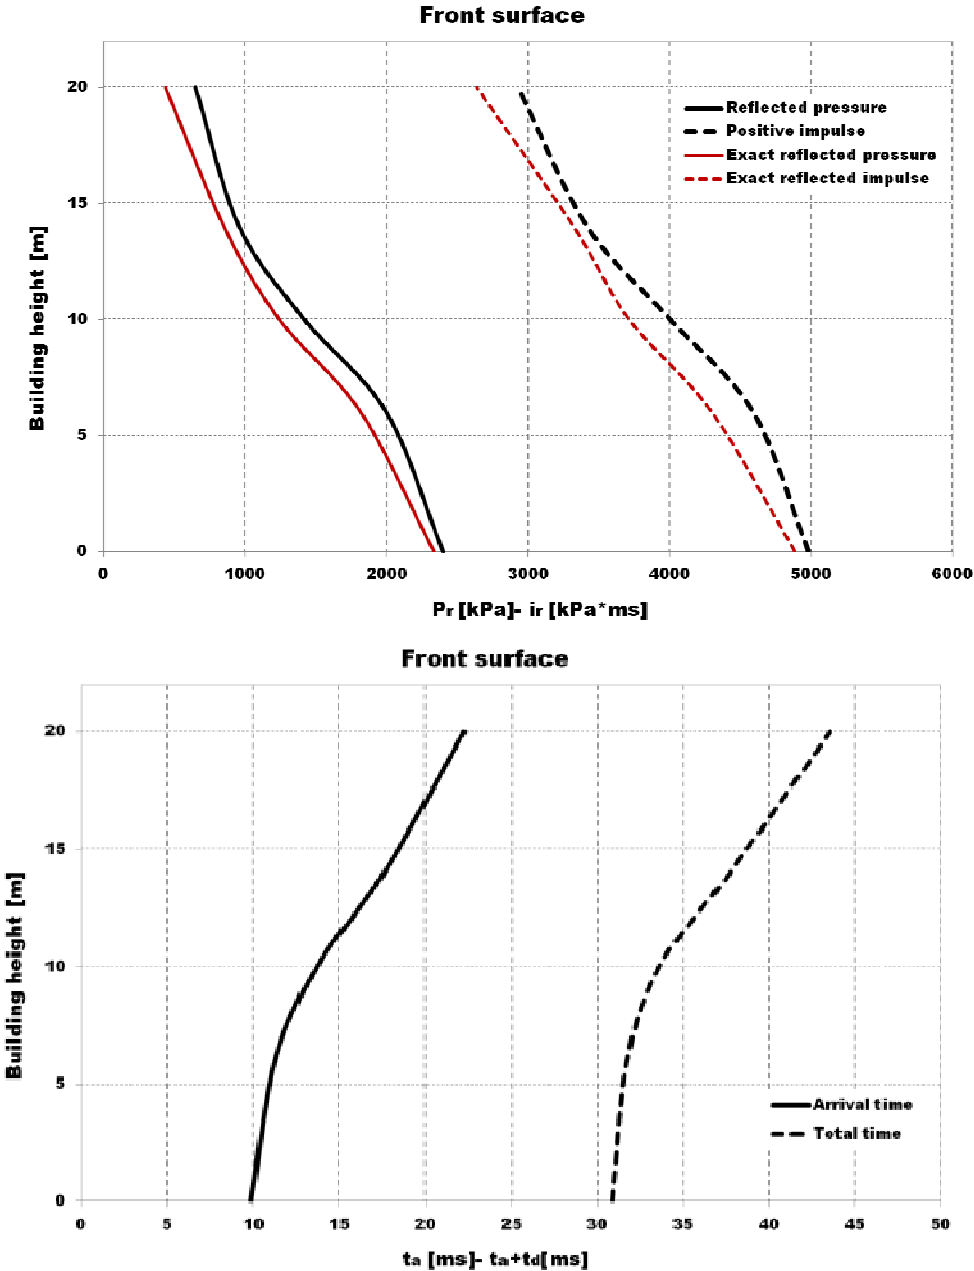 Front surface
20
15
10
5
0
Building height [m]
Reflected pressure
Positive impulse
Exact reflected pressure
Exact reflected impulse
0 1000 2000 3000 4000 5000 6000
Pr [kPa]- ir [kPa*ms]
Front surface
20
15
10
5
0
Building height [m]
Arrival time
Total time
0 5 10 15 20 25 30 35 40 45 50
ta [ms]- ta+td[ms]